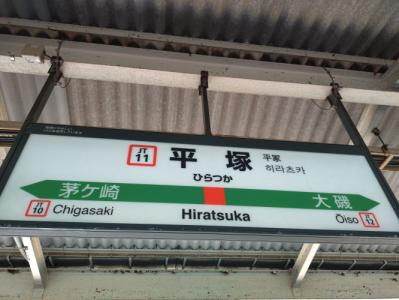 JT
11
平塚
ひらつか
平冢
히라츠카
茅ケ崎
大磯
JT
10
Chigasaki
Hiratsuka
Ōiso
JT
12